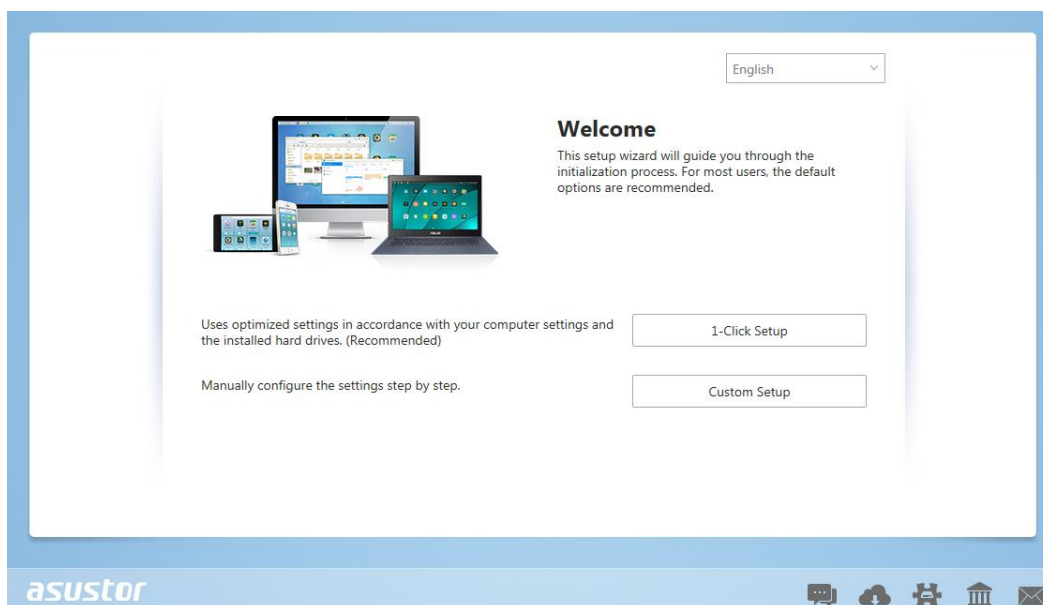 English
Welcome
This setup wizard will guide you through the
initialization process. For most users, the default
options are recommended.
Uses optimized settings in accordance with your computer settings and
the installed hard drives. (Recommended)
1-Click Setup
Manually configure the settings step by step.
Custom Setup
asustor